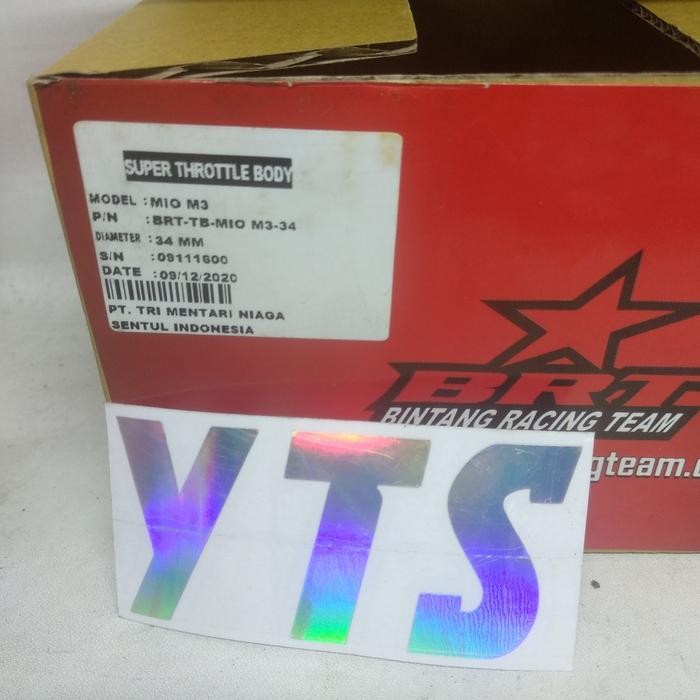 SUPER THROTTLE BODY
MODEL : MIO M3
P/N : BRT-TB-MIO M3-34
DIAMETER : 34 MM
S/N : 09111600
DATE : 09/12/2020
PT. TRI MENTARI NIAGA
SENTUL INDONESIA
BRT
BINTANG RACING TEAM
gteam.
YTS